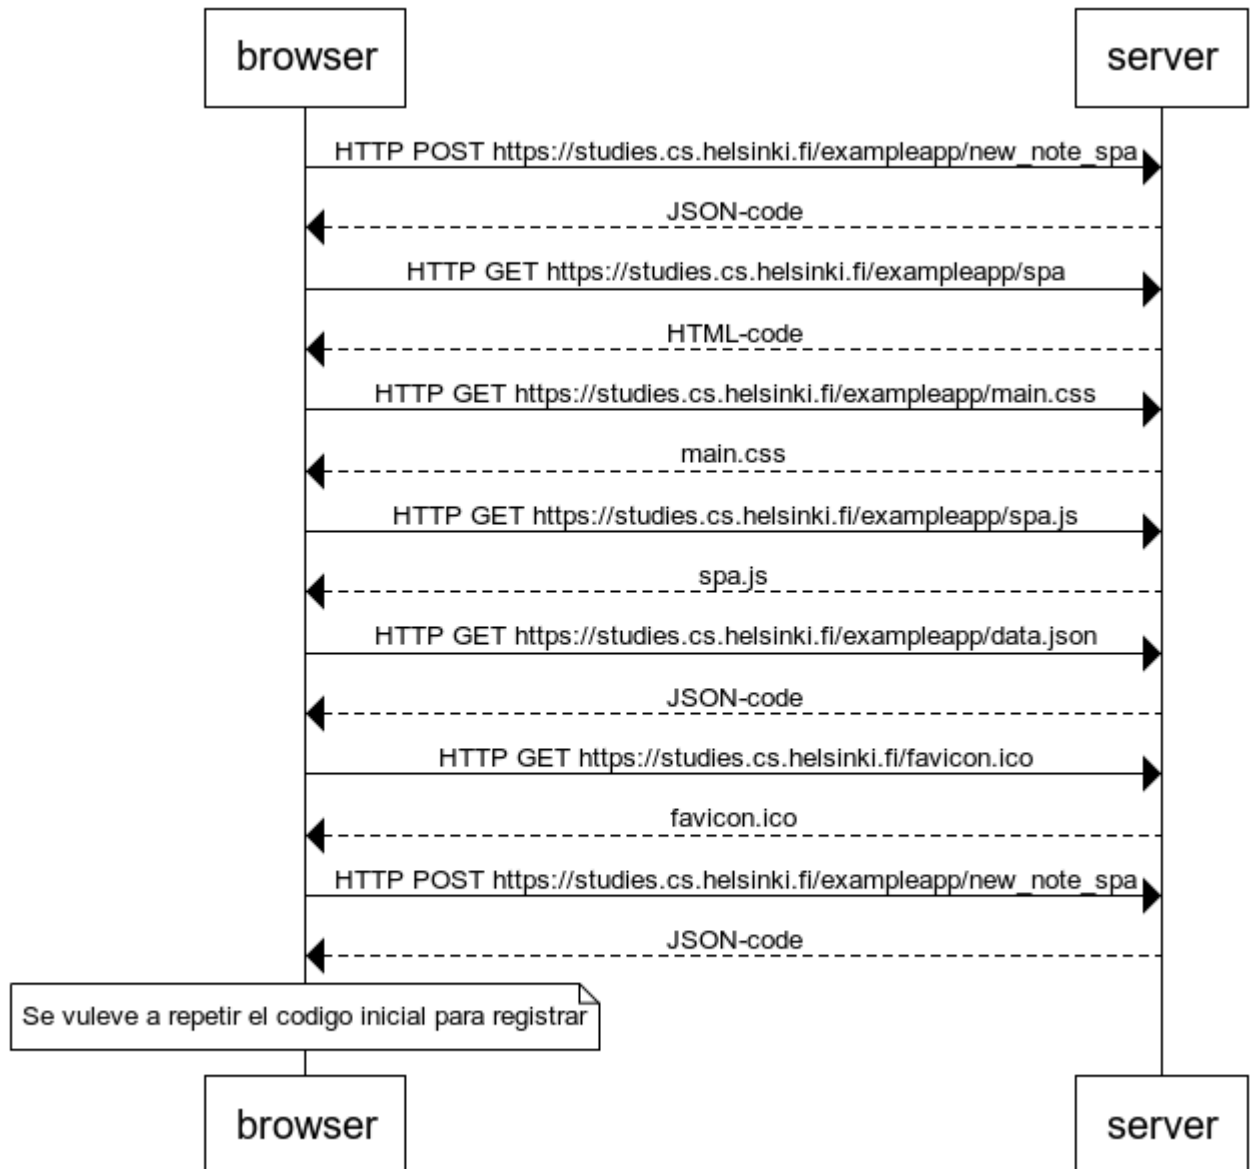 browser
server
HTTP POST https://studies.cs.helsinki.fi/exampleapp/new_note_spa
JSON-code
HTTP GET https://studies.cs.helsinki.fi/exampleapp/spa
HTML-code
HTTP GET https://studies.cs.helsinki.fi/exampleapp/main.css
main.css
HTTP GET https://studies.cs.helsinki.fi/exampleapp/spa.js
spa.js
HTTP GET https://studies.cs.helsinki.fi/exampleapp/data.json
JSON-code
HTTP GET https://studies.cs.helsinki.fi/favicon.ico
favicon.ico
HTTP POST https://studies.cs.helsinki.fi/exampleapp/new_note_spa
JSON-code
Se vuleve a repetir el codigo inicial para registrar
browser
server